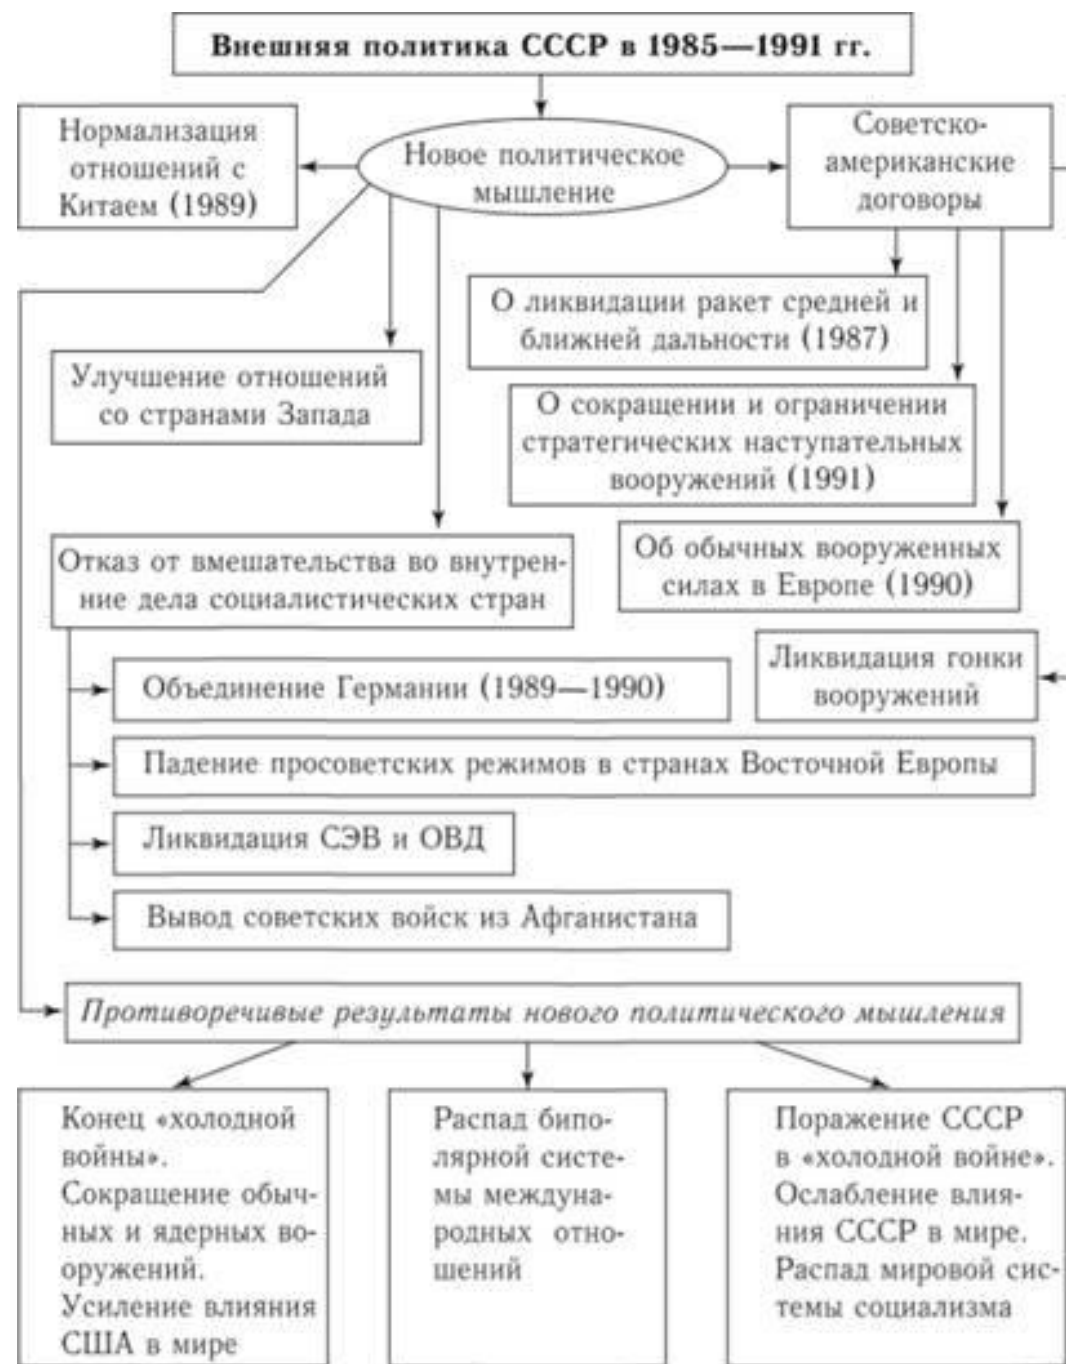 Внешняя политика СССР в 1985—1991 гг.
Нормализация
отношений с
Китаем (1989)
Новое политическое
мышление
Советско-
американские
договоры
О ликвидации ракет средней и
ближней дальности (1987)
Улучшение отношений
со странами Запада
О сокращении и ограничении
стратегических наступательных
вооружений (1991)
Отказ от вмешательства во внутрен-
ние дела социалистических стран
Об обычных вооруженных
силах в Европе (1990)
Ликвидация гонки
вооружений
Объединение Германии (1989—1990)
Падение просоветских режимов в странах Восточной Европы
Ликвидация СЭВ и ОВД
Вывод советских войск из Афганистана
Противоречивые результаты нового политического мышления
Конец «холодной
войны».
Сокращение обыч-
ных и ядерных во-
оружений.
Усиление влияния
США в мире
Распад бипо-
лярной систе-
мы междуна-
родных отно-
шений
Поражение СССР
в «холодной войне».
Ослабление влия-
ния СССР в мире.
Распад мировой сис-
темы социализма